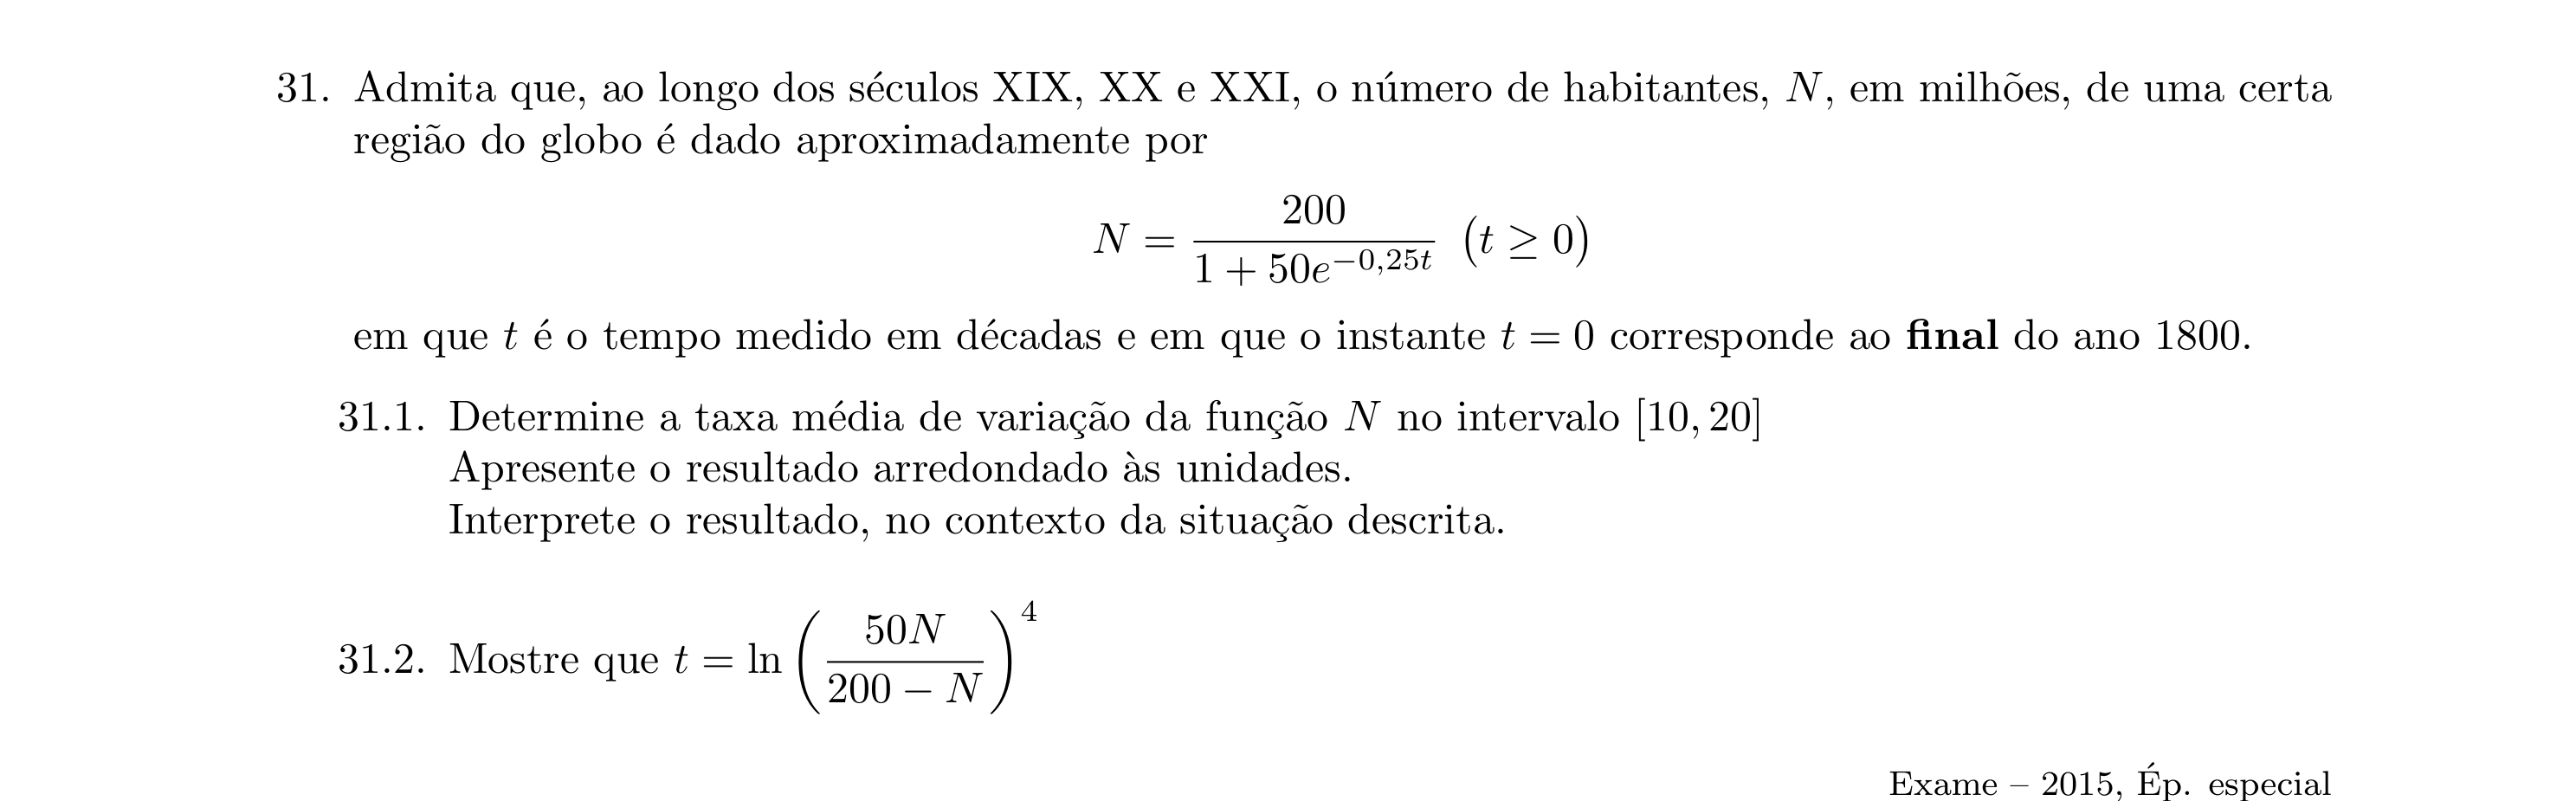 31. Admita que, ao longo dos séculos XIX, XX e XXI, o número de habitantes, N, em milhões, de uma certa
região do globo é dado aproximadamente por
N = \frac{200}{1 + 50e^{-0,25t}} (t ≥ 0)
em que t é o tempo medido em décadas e em que o instante t = 0 corresponde ao final do ano 1800.
31.1. Determine a taxa média de variação da função N no intervalo [10, 20]
Apresente o resultado arredondado às unidades.
Interprete o resultado, no contexto da situação descrita.
31.2. Mostre que t = ln \left(\frac{50N}{200 − N}\right)^4
Exame – 2015, Ép. especial